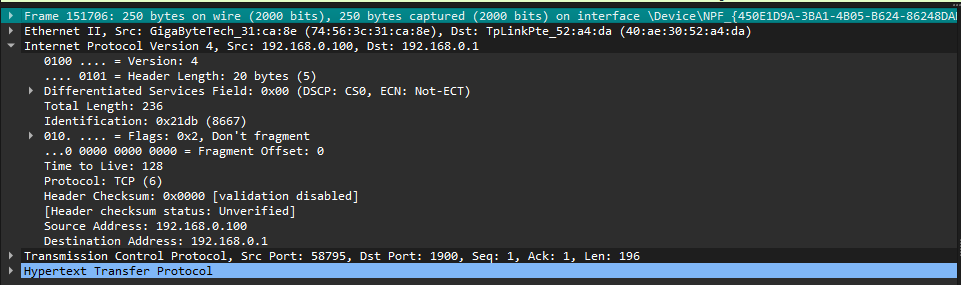 Frame 151706: 250 bytes on wire (2000 bits), 250 bytes captured (2000 bits) on interface \Device\NPF_{450E1D9A-3BA1-4B05-B624-86248DA
Ethernet II, Src: GigaByteTech_31:ca:8e (74:56:3c:31:ca:8e), Dst: TpLinkPte_52:a4:da (40:ae:30:52:a4:da)
Internet Protocol Version 4, Src: 192.168.0.100, Dst: 192.168.0.1
0100 .... = Version: 4
.... 0101 = Header Length: 20 bytes (5)
Differentiated Services Field: 0x00 (DSCP: CS0, ECN: Not-ECT)
Total Length: 236
Identification: 0x21db (8667)
010. .... = Flags: 0x2, Don't fragment
...0 0000 0000 0000 = Fragment Offset: 0
Time to Live: 128
Protocol: TCP (6)
Header Checksum: 0x0000 [validation disabled]
[Header checksum status: Unverified]
Source Address: 192.168.0.100
Destination Address: 192.168.0.1
Transmission Control Protocol, Src Port: 58795, Dst Port: 1900, Seq: 1, Ack: 1, Len: 196
Hypertext Transfer Protocol